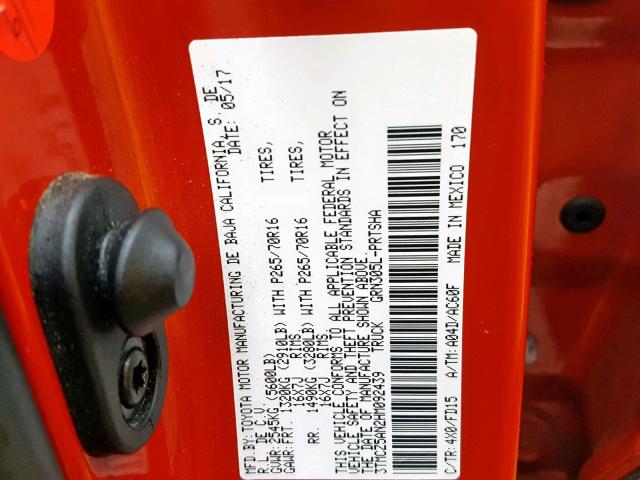 MFD.BY:TOYOTA MOTOR MANUFACTURING DE BAJA CALIFORNIA, S. DE
R.L. DE C.V. DATE: 05/17
GVWR: 2545KG(5600LB)
GAWR:FRT. 1320KG (2910LB) WITH P265/70R16 TIRES,
16X7J RIMS
RR. 1490KG (3280LB) WITH P265/70R16 TIRES,
16X7J RIMS
THIS VEHICLE CONFORMS TO ALL APPLICABLE FEDERAL MOTOR
VEHICLE SAFETY AND THEFT PREVENTION STANDARDS IN EFFECT ON
THE DATE OF MANUFACTURE SHOWN ABOVE.
3TMCZ5AN2HM092439 TRUCK GRN305L-PRTSHA
C/TR: 4X0/FD15 A/TM: A04D/AC60F MADE IN MEXICO 170